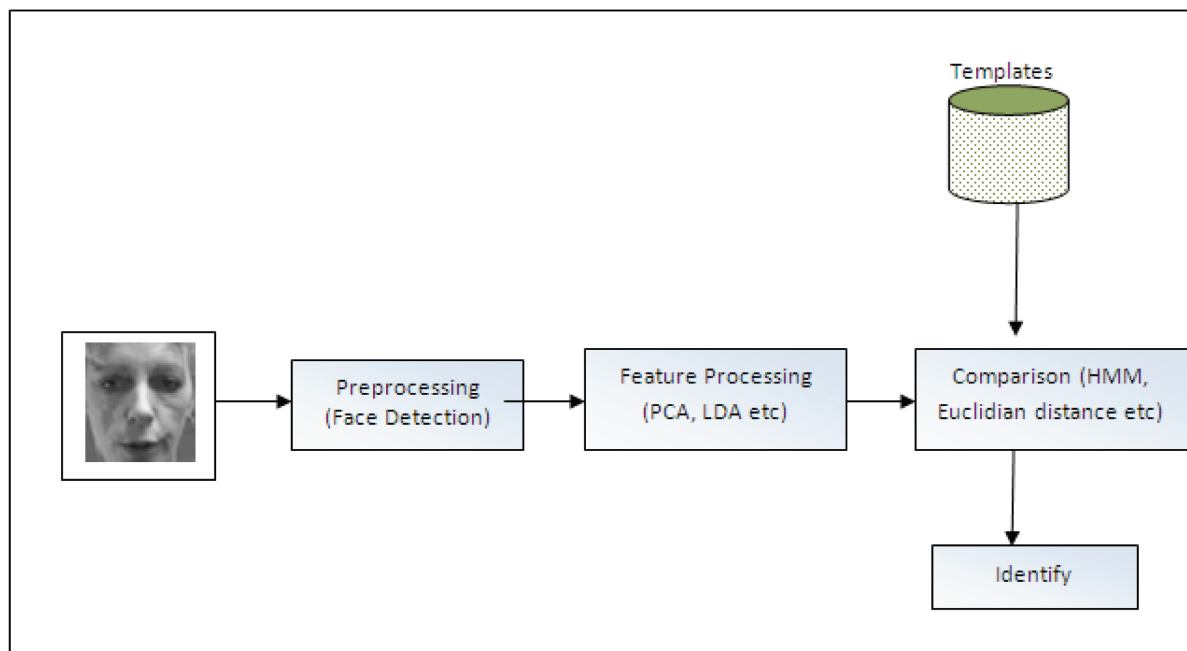 Templates
Preprocessing
(Face Detection)
Feature Processing
(PCA, LDA etc)
Comparison (HMM,
Euclidian distance etc)
Identify